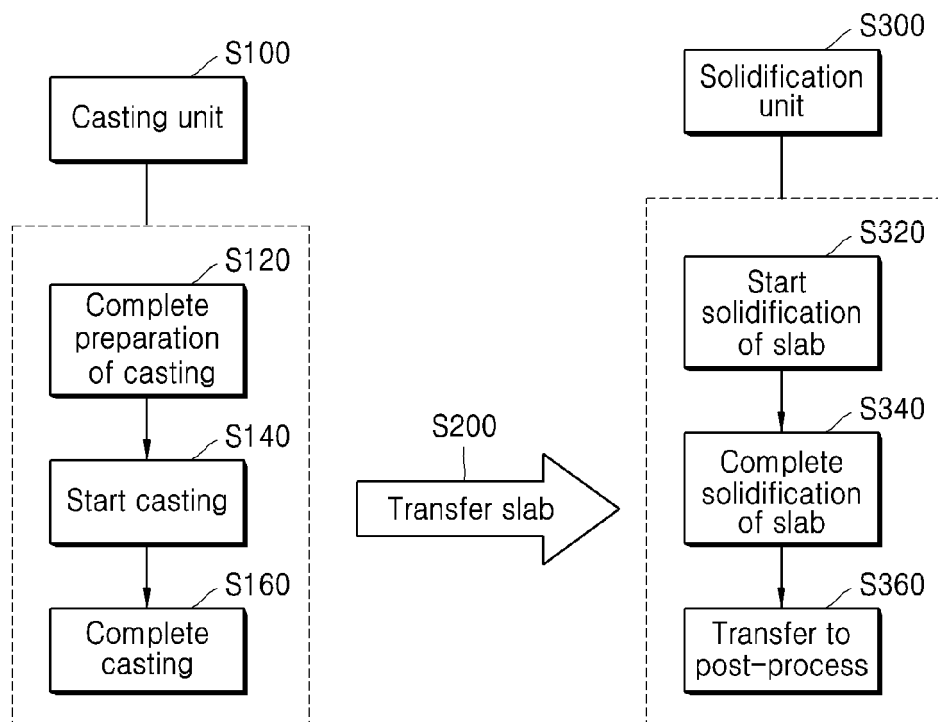 S100
Casting unit
S120
Complete
preparation
of casting
S140
Start casting
S160
Complete
casting
S200
Transfer slab
S300
Solidification
unit
S320
Start
solidification
of slab
S340
Complete
solidification
of slab
S360
Transfer to
post-process